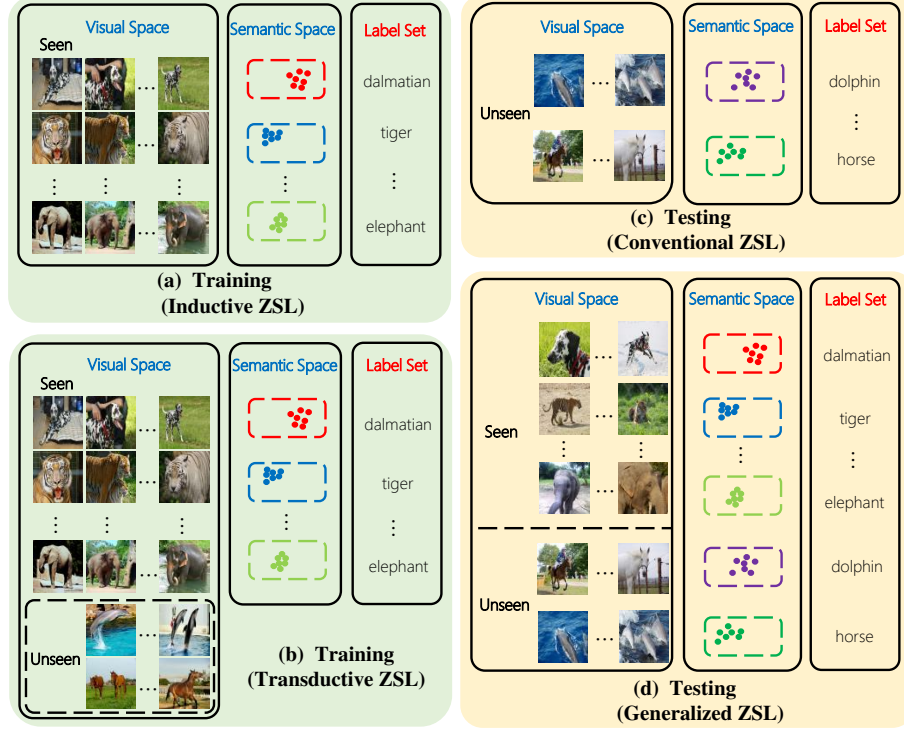 Visual Space
Semantic Space
Label Set
Seen
dalmatian
tiger
elephant
(a) Training
(Inductive ZSL)
Visual Space
Semantic Space
Label Set
Seen
dalmatian
tiger
elephant
Unseen
(b) Training
(Transductive ZSL)
Visual Space
Semantic Space
Label Set
Unseen
dolphin
horse
(c) Testing
(Conventional ZSL)
Visual Space
Semantic Space
Label Set
Seen
dalmatian
tiger
elephant
Unseen
dolphin
horse
(d) Testing
(Generalized ZSL)